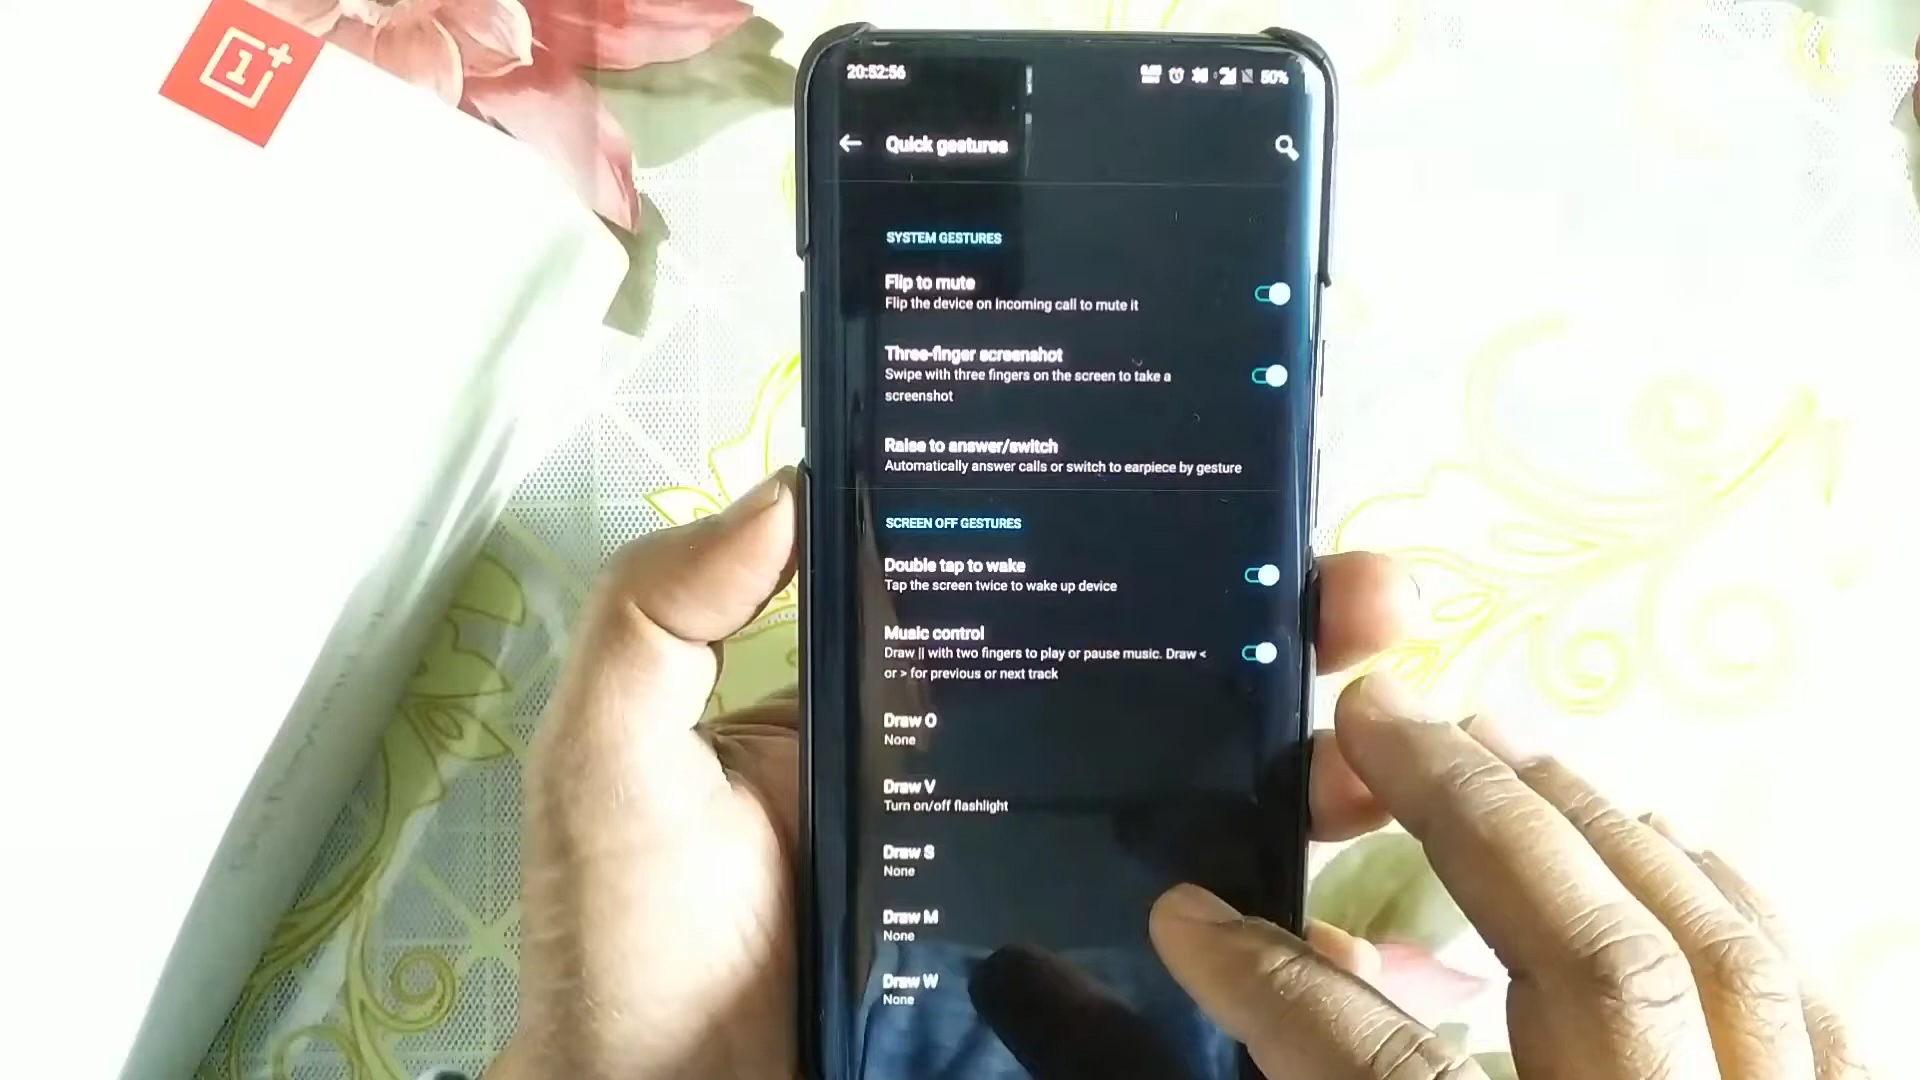 1+
20:52:56
50%
Quick gestures
SYSTEM GESTURES
Flip to mute
Flip the device on incoming call to mute it
Three-finger screenshot
Swipe with three fingers on the screen to take a
screenshot
Raise to answer/switch
Automatically answer calls or switch to earpiece by gesture
SCREEN OFF GESTURES
Double tap to wake
Tap the screen twice to wake up device
Music control
Draw || with two fingers to play or pause music. Draw <
or > for previous or next track
Draw O
None
Draw V
Turn on/off flashlight
Draw S
None
Draw M
None
Draw W
None